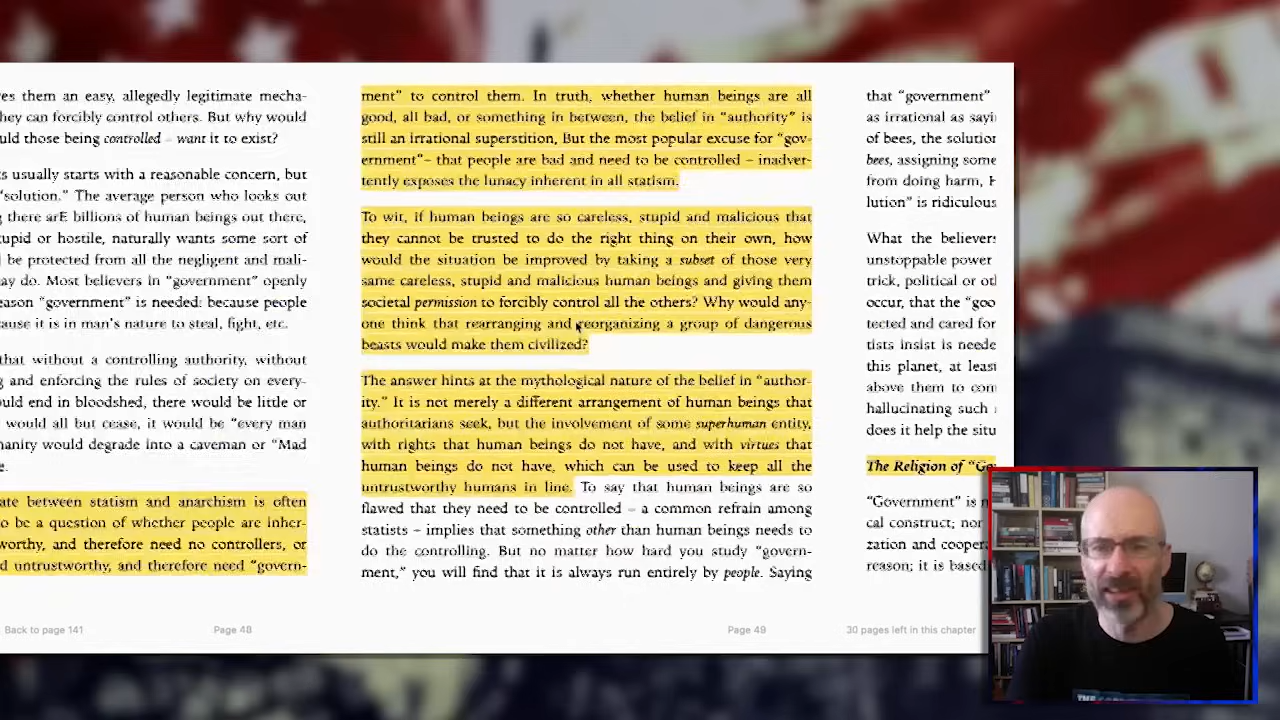 es them an easy, allegedly legitimate mecha-
hey can forcibly control others. But why would
uld those being controlled – want it to exist?
s usually starts with a reasonable concern, but
"solution." The average person who looks out
g there arE billions of human beings out there,
upid or hostile, naturally wants some sort of
l be protected from all the negligent and mali-
ay do. Most believers in "government" openly
eason "government" is needed: because people
ause it is in man's nature to steal, fight, etc.
that without a controlling authority, without
g and enforcing the rules of society on every-
ould end in bloodshed, there would be little or
would all but cease, it would be "every man
manity would degrade into a caveman or "Mad
e.
ate between statism and anarchism is often
o be a question of whether people are inher-
worthy, and therefore need no controllers, or
d untrustworthy, and therefore need "govern-
Back to page 141
Page 48
ment" to control them. In truth, whether human beings are all
good, all bad, or something in between, the belief in "authority" is
still an irrational superstition, But the most popular excuse for "gov-
ernment"– that people are bad and need to be controlled – inadver-
tently exposes the lunacy inherent in all statism.
To wit, if human beings are so careless, stupid and malicious that
they cannot be trusted to do the right thing on their own, how
would the situation be improved by taking a subset of those very
same careless, stupid and malicious human beings and giving them
societal permission to forcibly control all the others? Why would any-
one think that rearranging and reorganizing a group of dangerous
beasts would make them civilized?
The answer hints at the mythological nature of the belief in "author-
ity." It is not merely a different arrangement of human beings that
authoritarians seek, but the involvement of some superhuman entity,
with rights that human beings do not have, and with virtues that
human beings do not have, which can be used to keep all the
untrustworthy humans in line. To say that human beings are so
flawed that they need to be controlled – a common refrain among
statists – implies that something other than human beings needs to
do the controlling. But no matter how hard you study "govern-
ment," you will find that it is always run entirely by people. Saying
Page 49
that "government"
as irrational as sayi
of bees, the solution
bees, assigning some
from doing harm, H
lution" is ridiculous
What the believers
unstoppable power
trick, political or ot
occur, that the "goo
tected and cared for
tists insist is neede
this planet, at least
above them to com
hallucinating such
does it help the situ
The Religion of "Go
"Government" is n
cal construct; nor
zation and cooper
reason; it is based
30 pages left in this chapter